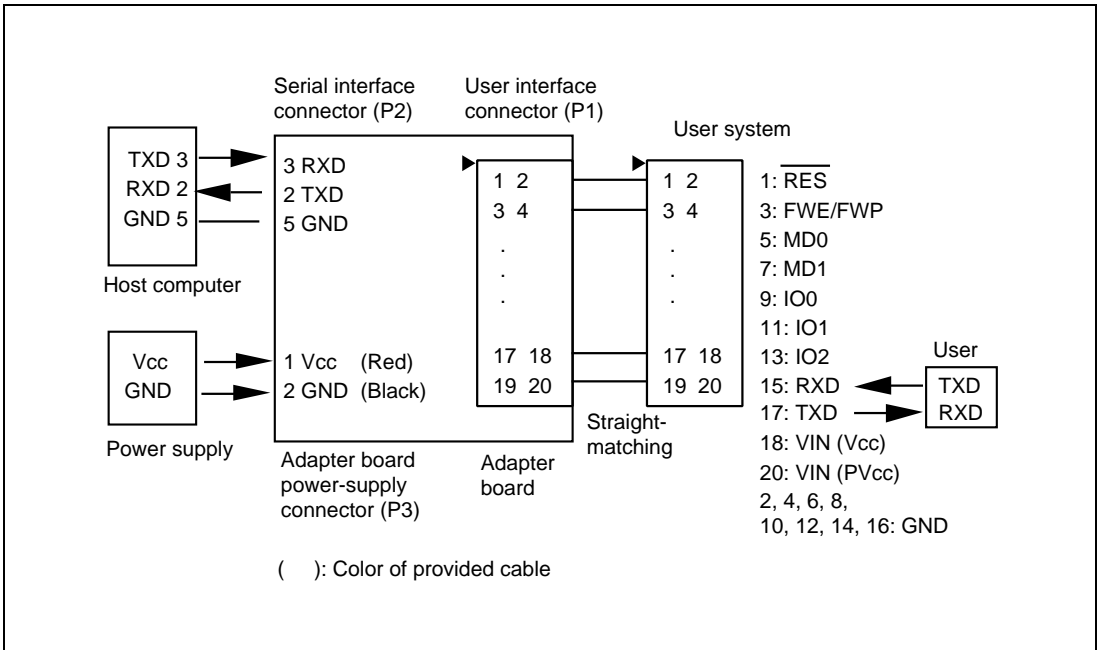 Serial interface
connector (P2)
User interface
connector (P1)
User system
TXD 3
RXD 2
GND 5
Host computer
3 RXD
2 TXD
5 GND
Vcc
GND
Power supply
1 Vcc (Red)
2 GND (Black)
Adapter board
power-supply
connector (P3)
1 2
3 4
.
.
.
17 18
19 20
Adapter
board
Straight-
matching
1 2
3 4
.
.
.
17 18
19 20
1: RES
3: FWE/FWP
5: MD0
7: MD1
9: IO0
11: IO1
13: IO2
15: RXD
17: TXD
18: VIN (Vcc)
20: VIN (PVcc)
2, 4, 6, 8,
10, 12, 14, 16: GND
User
TXD
RXD
( ): Color of provided cable